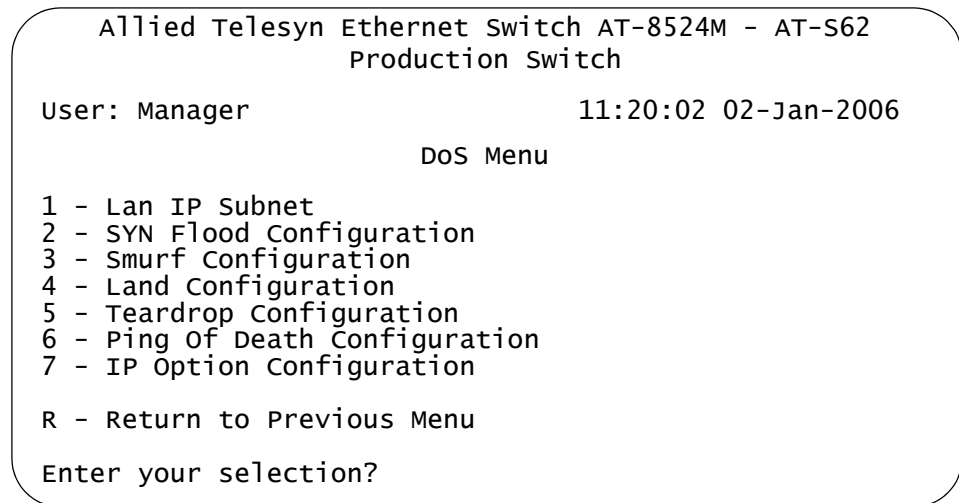 Allied Telesyn Ethernet Switch AT-8524M - AT-S62
Production Switch
User: Manager 11:20:02 02-Jan-2006
DoS Menu
1 - Lan IP Subnet
2 - SYN Flood Configuration
3 - Smurf Configuration
4 - Land Configuration
5 - Teardrop Configuration
6 - Ping Of Death Configuration
7 - IP Option Configuration
R - Return to Previous Menu
Enter your selection?